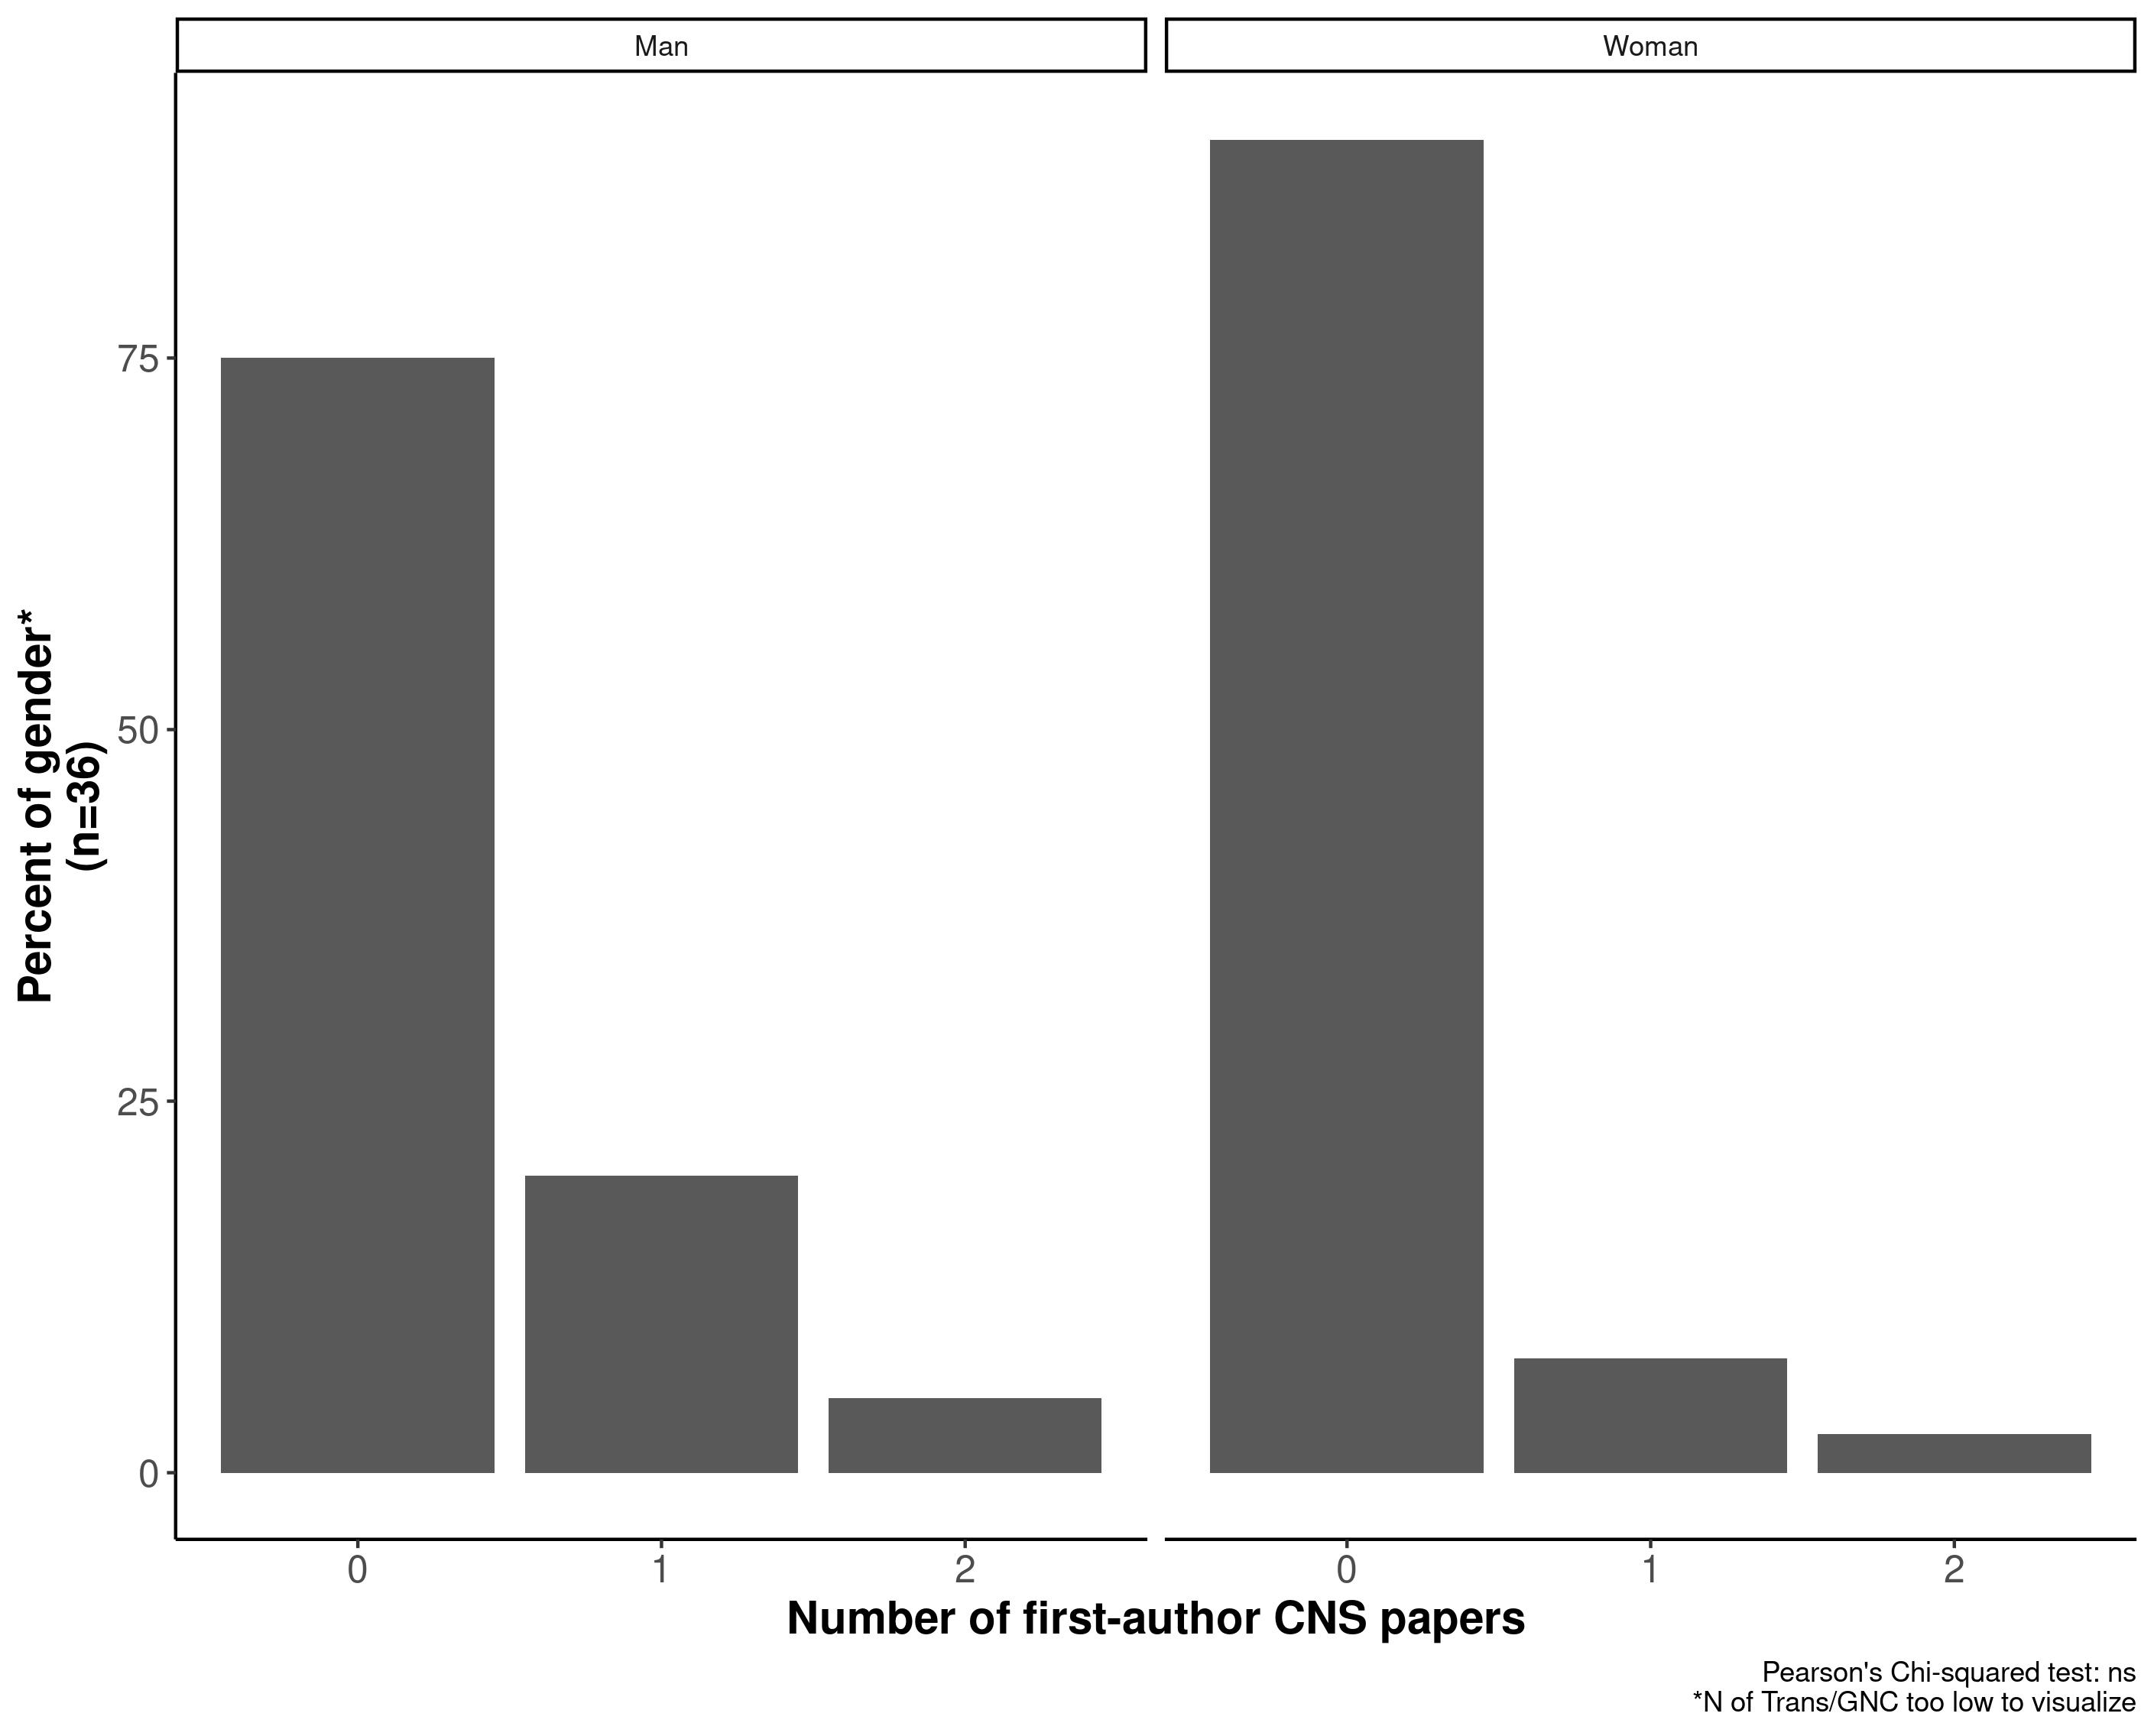 Man
Woman
Percent of gender*
(n=36)
75
50
25
0
0
1
2
0
1
2
Number of first-author CNS papers
Pearson's Chi-squared test: ns
*N of Trans/GNC too low to visualize